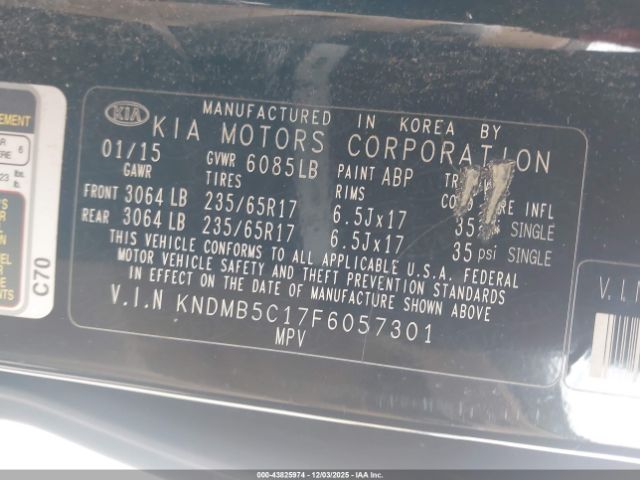 KIA
MANUFACTURED IN KOREA BY
KIA MOTORS CORPORATION
01/15 GVWR 6085LB PAINT ABP
GAWR TIRES RIMS INFL
FRONT 3064 LB 235/65R17 6.5Jx17 35 SINGLE
REAR 3064 LB 235/65R17 6.5Jx17 35 psi SINGLE
THIS VEHICLE CONFORMS TO ALL APPLICABLE U.S.A. FEDERAL
MOTOR VEHICLE SAFETY AND THEFT PREVENTION STANDARDS
IN EFFECT ON THE DATE OF MANUFACTURE SHOWN ABOVE
V.I.N KNDMB5C17F6057301
MPV
C70
V.I.N
000-43825974 - 12/03/2025 - IAAI.COM